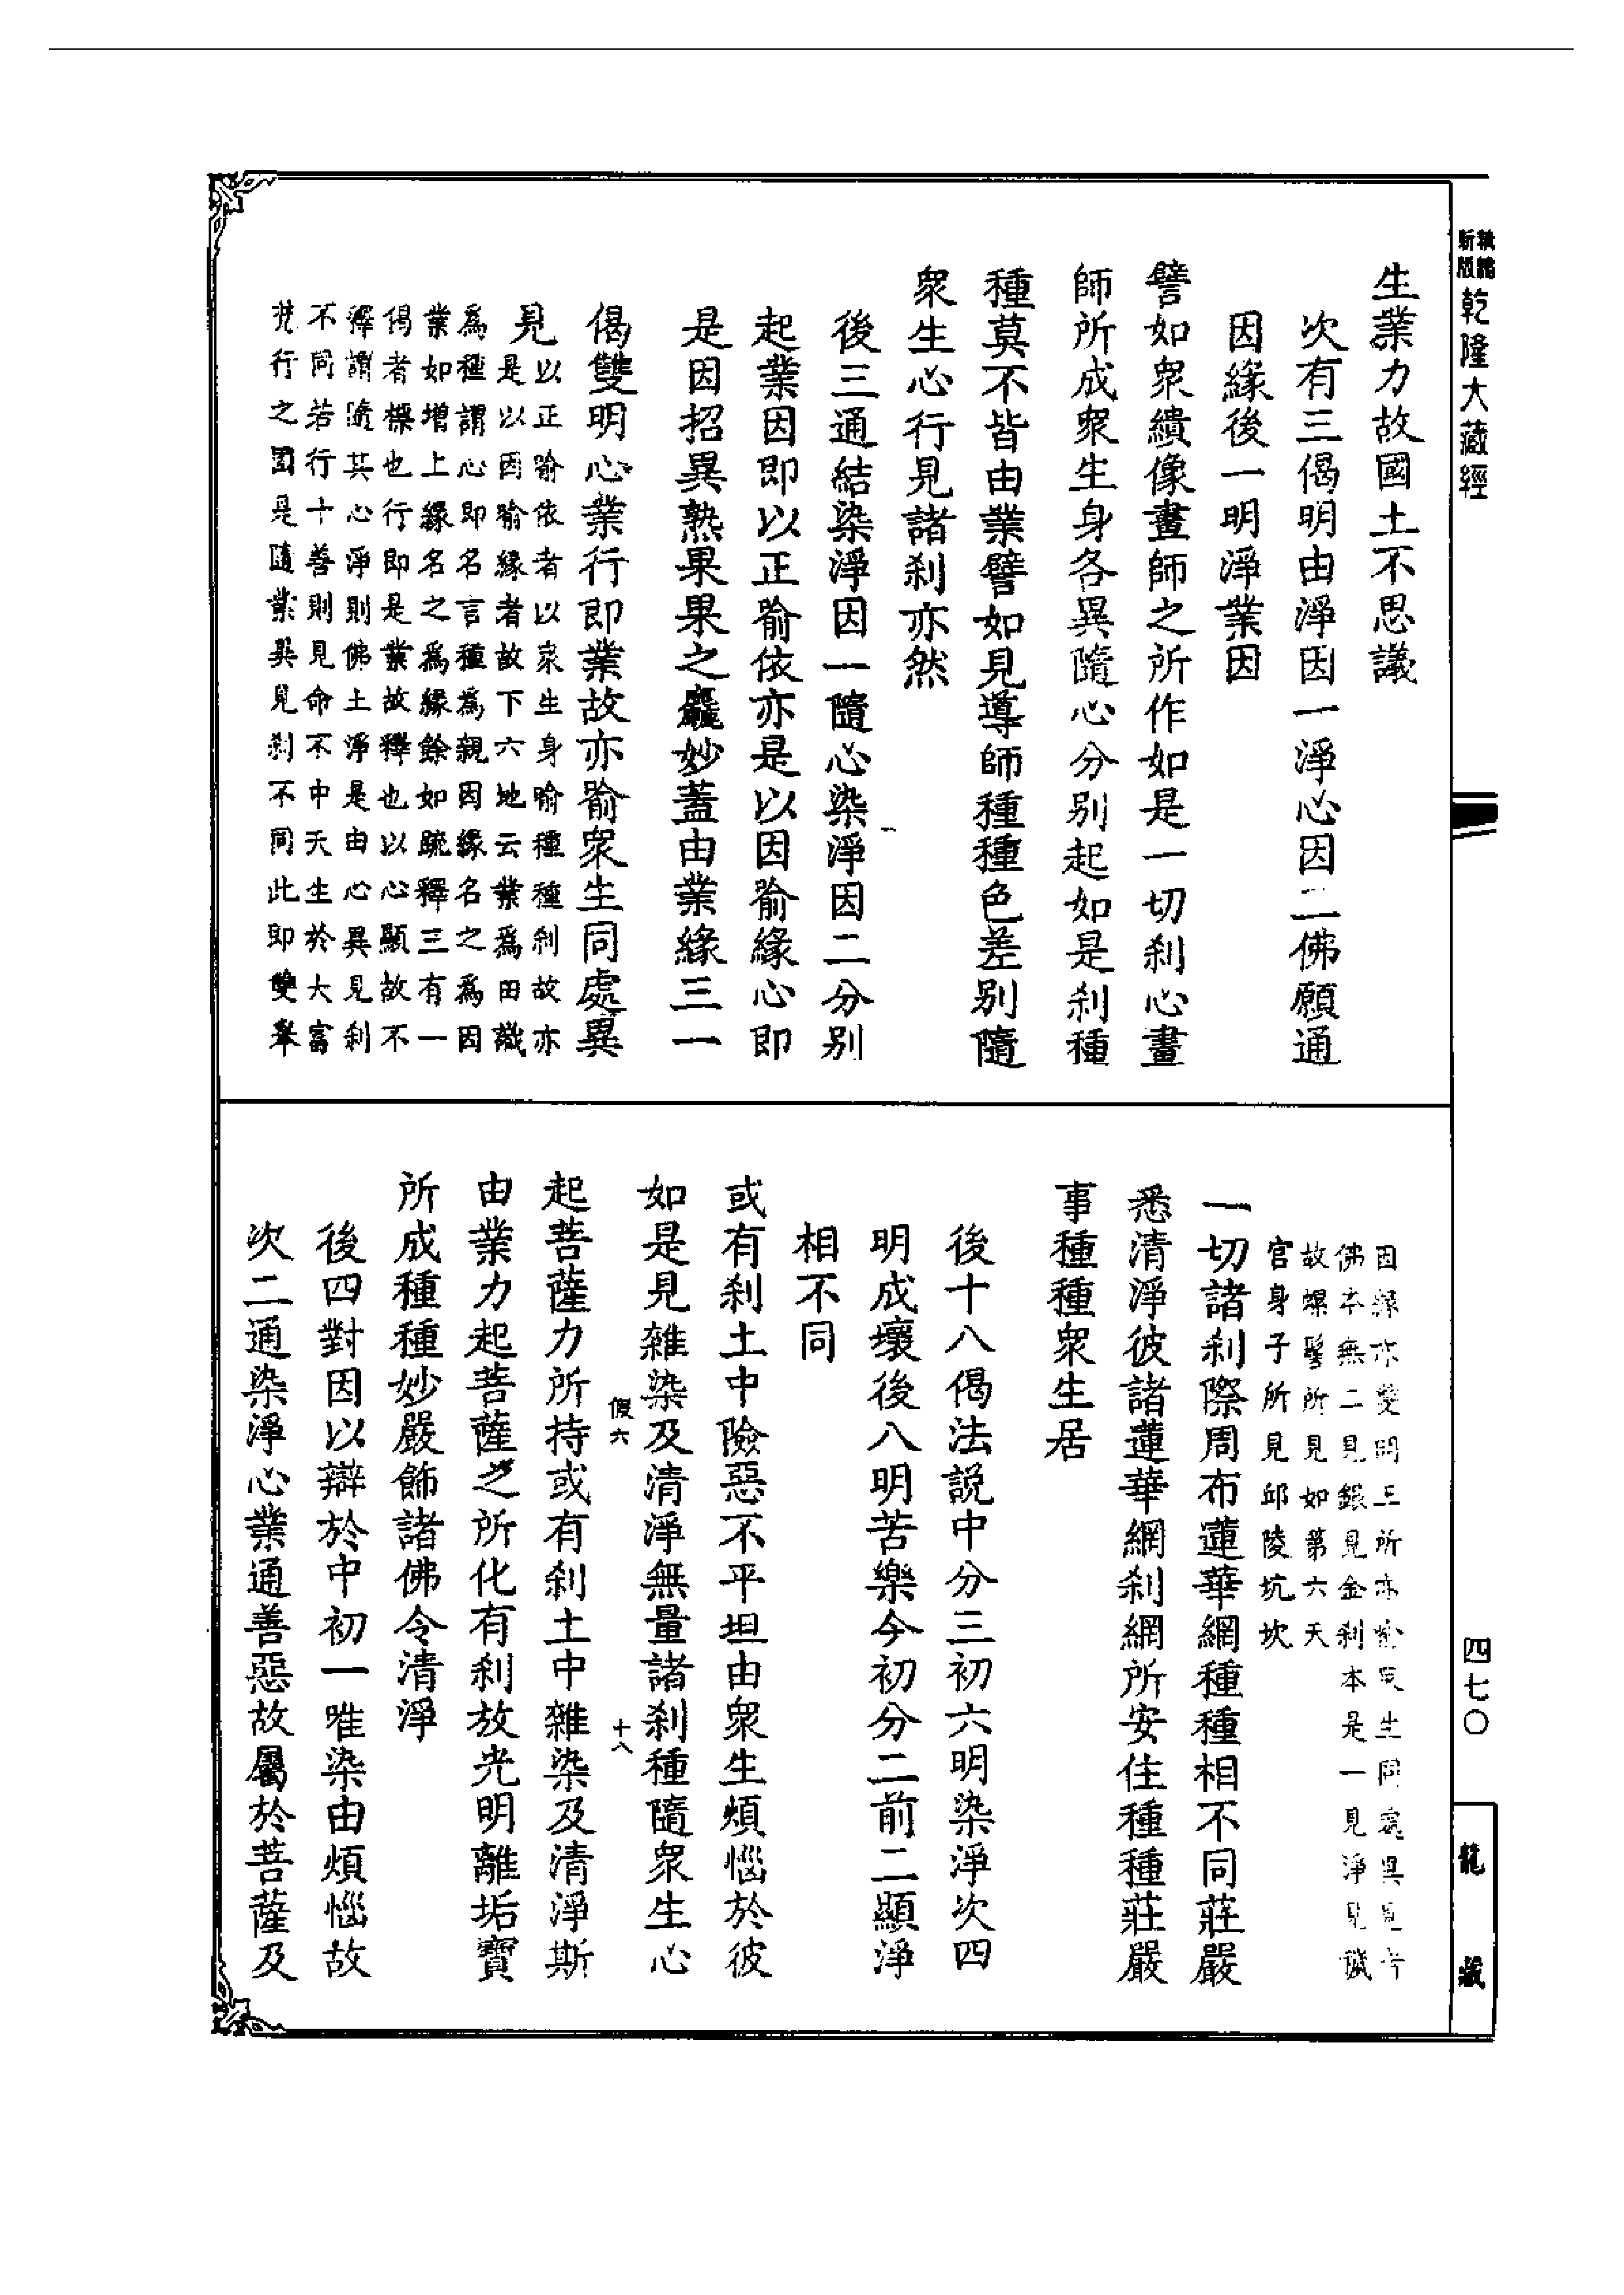 新版
乾隆大藏經
生業力故國土不思議
次有三偈明由淨因一淨心因二佛願通
因緣後一明淨業因
譬如衆繢像畫師之所作如是一切刹心畫
師所成衆生身各異隨心分別起如是刹種
種莫不皆由業譬如見導師種種色差別隨
衆生心行見諸刹亦然
後三通結染淨因一隨心染淨因二分別
起業因即以正喻依亦是以因喻緣心即
是因招異熟果果之麤妙蓋由業緣三一
偈雙明心業行即業故亦喻衆生同處異
見
以正喻依者以衆生身喻種種刹故亦
是以因喻緣者故下六地云業爲田識
爲種謂心即名言種爲親因緣名之爲因
業如增上緣名之爲緣餘如疏釋三有一
偈者標也行即是業故釋也以心顯故不
釋謂隨其心淨則佛土淨是由心異見刹
不同若行十善則見命不中夭生於大富
梵行之國是隨業異見刹不同此即雙舉
因緣亦雙明三所亦喻衆生同處異見者
佛本無二見銀見金刹本是一見淨見穢
故螺髻所見如第六天
宮身子所見邱陵坑坎
一切諸刹際周布蓮華網種種相不同莊嚴
悉清淨彼諸蓮華網刹網所安住種種莊嚴
事種種衆生居
後十八偈法説中分三初六明染淨次四
明成壞後八明苦樂今初分二前二顯淨
相不同
或有刹土中險惡不平坦由衆生煩惱於彼
如是見雜染及清淨無量諸刹種隨衆生心
假六
十八
起菩薩力所持或有刹土中雜染及清淨斯
由業力起菩薩之所化有刹放光明離垢寶
所成種種妙嚴飾諸佛令清淨
後四對因以辯於中初一唯染由煩惱故
次二通染淨心業通善惡故屬於菩薩及
四七〇
龍藏